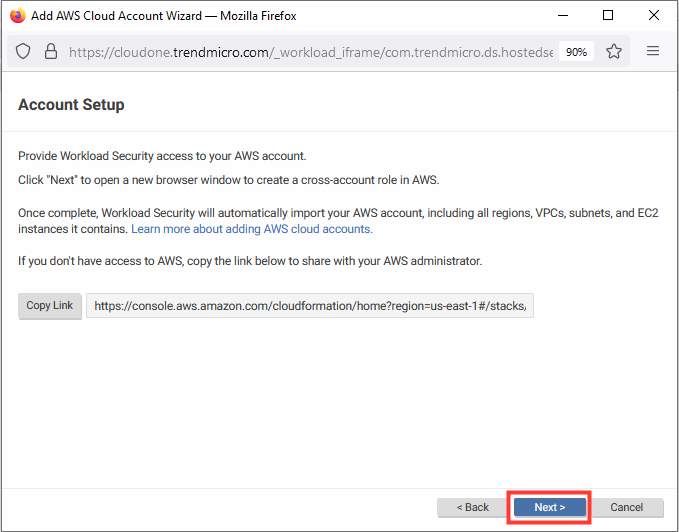 Add AWS Cloud Account Wizard — Mozilla Firefox
https://cloudone.trendmicro.com/_workload_iframe/com.trendmicro.ds.hostedse
90%
Account Setup
Provide Workload Security access to your AWS account.
Click "Next" to open a new browser window to create a cross-account role in AWS.
Once complete, Workload Security will automatically import your AWS account, including all regions, VPCs, subnets, and EC2
instances it contains. Learn more about adding AWS cloud accounts.
If you don't have access to AWS, copy the link below to share with your AWS administrator.
Copy Link
https://console.aws.amazon.com/cloudformation/home?region=us-east-1#/stacks/
< Back
Next >
Cancel